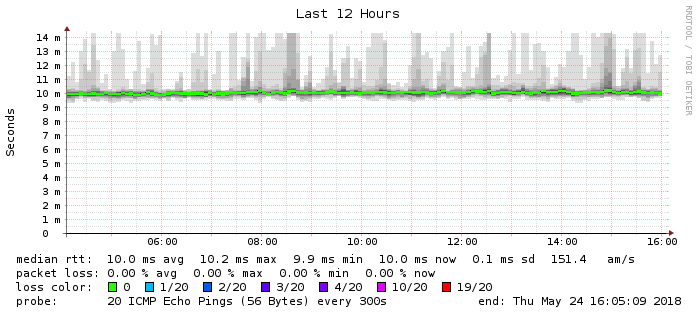 Last 12 Hours
RRDTOOL / TOBI OETIKER
Seconds
14 m
13 m
12 m
11 m
10 m
9 m
8 m
7 m
6 m
5 m
4 m
3 m
2 m
1 m
0
06:00 08:00 10:00 12:00 14:00 16:00
median rtt: 10.0 ms avg 10.2 ms max 9.9 ms min 10.0 ms now 0.1 ms sd 151.4 am/s
packet loss: 0.00 % avg 0.00 % max 0.00 % min 0.00 % now
loss color: 0 1/20 2/20 3/20 4/20 10/20 19/20
probe: 20 ICMP Echo Pings (56 Bytes) every 300s end: Thu May 24 16:05:09 2018